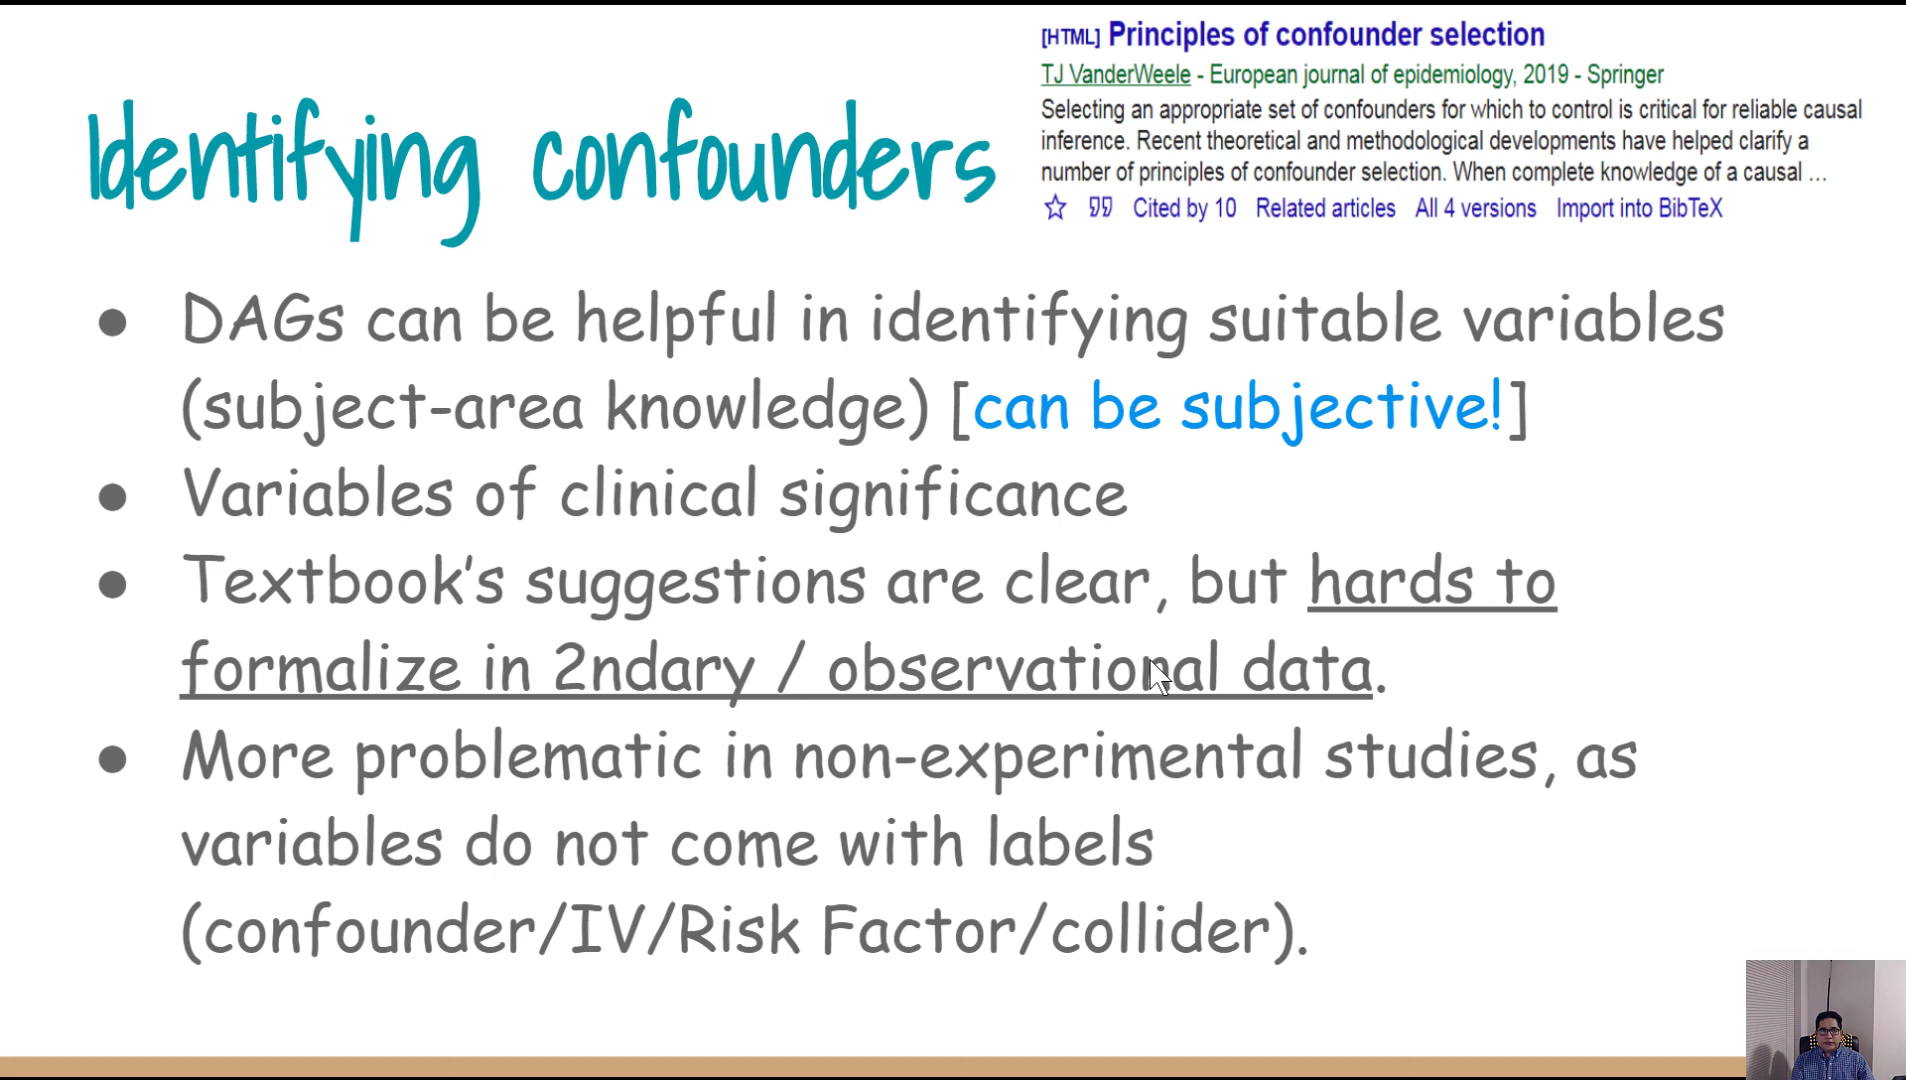 [HTML] Principles of confounder selection
TJ VanderWeele - European journal of epidemiology, 2019 - Springer
Selecting an appropriate set of confounders for which to control is critical for reliable causal
inference. Recent theoretical and methodological developments have helped clarify a
number of principles of confounder selection. When complete knowledge of a causal ...
Cited by 10 Related articles All 4 versions Import into BibTeX
Identifying confounders
● DAGs can be helpful in identifying suitable variables
(subject-area knowledge) [can be subjective!]
● Variables of clinical significance
● Textbook's suggestions are clear, but hards to
formalize in 2ndary / observational data.
● More problematic in non-experimental studies, as
variables do not come with labels
(confounder/IV/Risk Factor/collider).